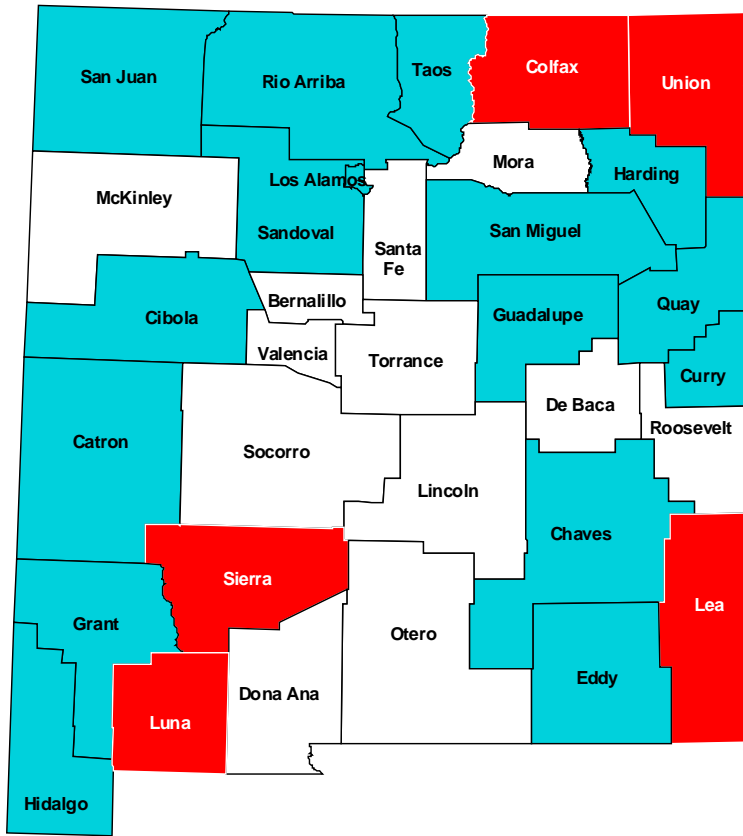 Taos
Colfax
San Juan
Rio Arriba
Union
Mora
Harding
Los Alamos
McKinley
Sandoval
San Miguel
Santa
Fe
Bernalillo
Quay
Cibola
Guadalupe
Valencia
Torrance
Curry
De Baca
Roosevelt
Catron
Socorro
Lincoln
Chaves
Sierra
Lea
Grant
Otero
Eddy
Dona Ana
Luna
Hidalgo